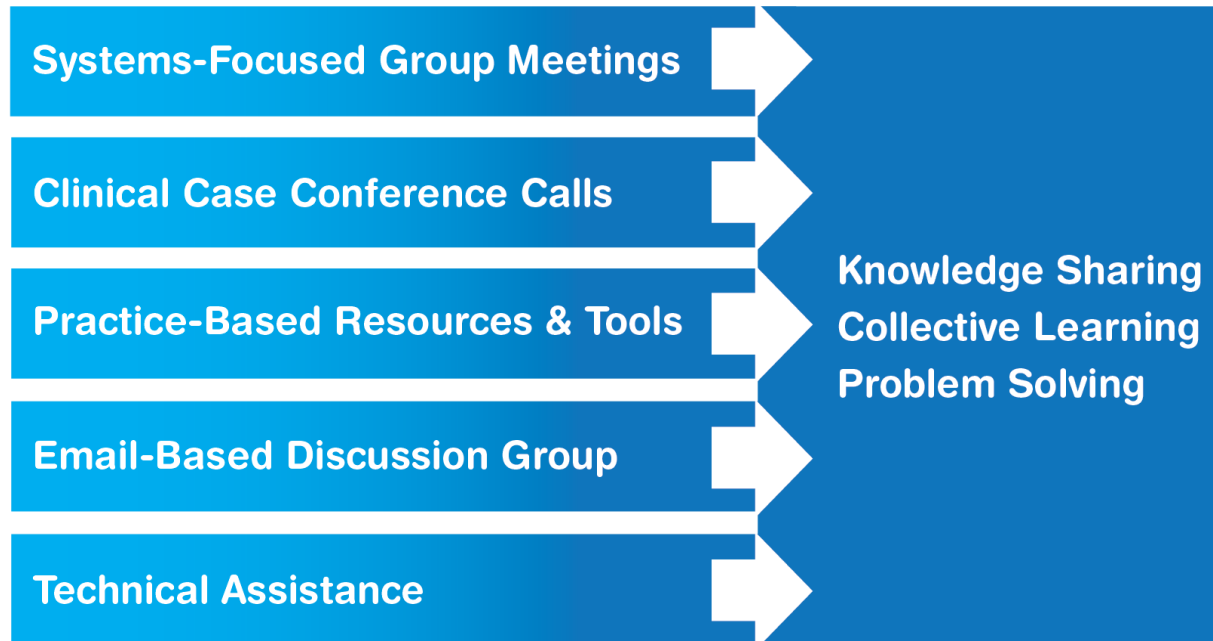 Systems-Focused Group Meetings
Clinical Case Conference Calls
Practice-Based Resources & Tools
Email-Based Discussion Group
Technical Assistance
Knowledge Sharing
Collective Learning
Problem Solving